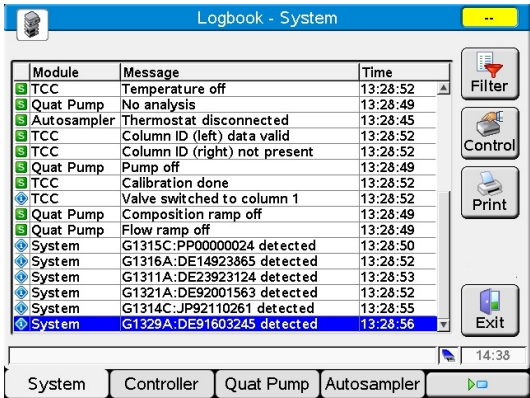 Logbook - System
--
Module Message Time
S TCC Temperature off 13:28:52
S Quat Pump No analysis 13:28:49
S Autosampler Thermostat disconnected 13:28:45
S TCC Column ID (left) data valid 13:28:52
S TCC Column ID (right) not present 13:28:52
S Quat Pump Pump off 13:28:49
S TCC Calibration done 13:28:52
TCC Valve switched to column 1 13:28:52
S Quat Pump Composition ramp off 13:28:49
S Quat Pump Flow ramp off 13:28:49
System G1315C:PP00000024 detected 13:28:50
System G1316A:DE14923865 detected 13:28:52
System G1311A:DE23923124 detected 13:28:53
System G1321A:DE92001563 detected 13:28:52
System G1314C:JP92110261 detected 13:28:55
System G1329A:DE91603245 detected 13:28:56
Filter
Control
Print
Exit
14:38
System Controller Quat Pump Autosampler